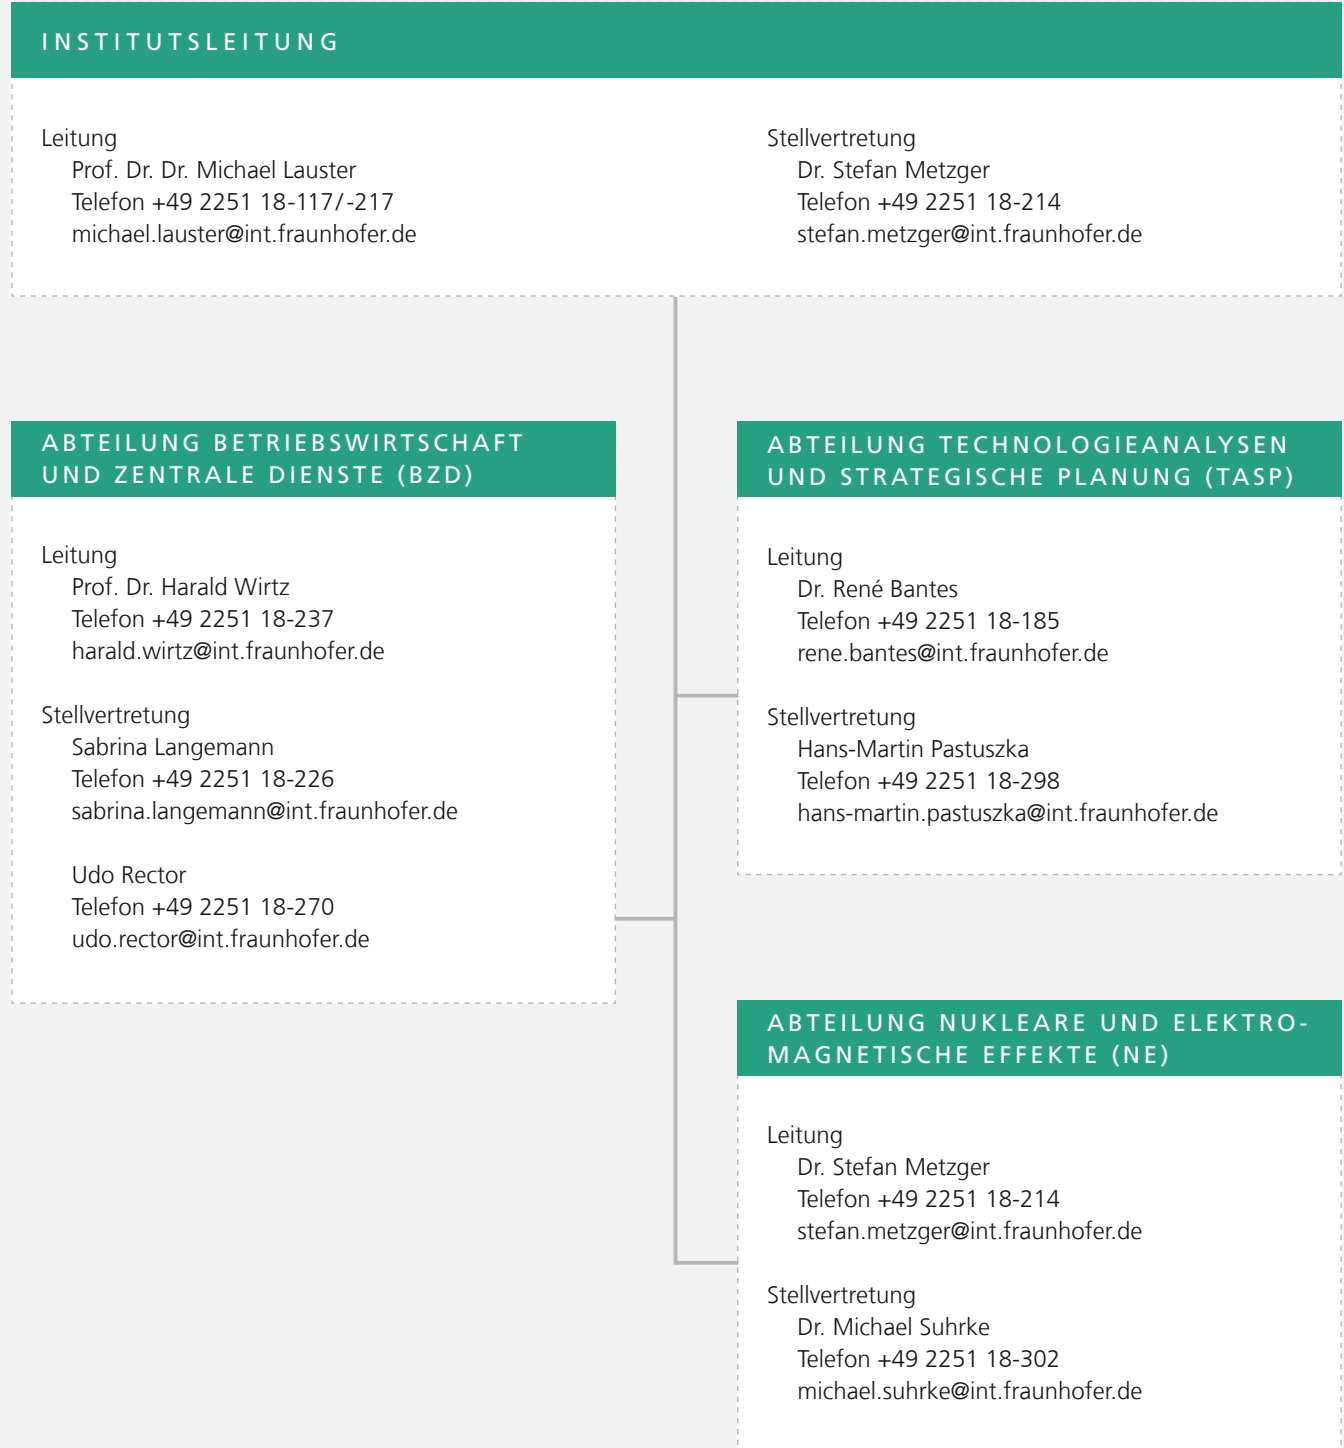 INSTITUTSLEITUNG
Leitung
Prof. Dr. Dr. Michael Lauster
Telefon +49 2251 18-117/-217
michael.lauster@int.fraunhofer.de
Stellvertretung
Dr. Stefan Metzger
Telefon +49 2251 18-214
stefan.metzger@int.fraunhofer.de
ABTEILUNG BETRIEBSWIRTSCHAFT
UND ZENTRALE DIENSTE (BZD)
Leitung
Prof. Dr. Harald Wirtz
Telefon +49 2251 18-237
harald.wirtz@int.fraunhofer.de
Stellvertretung
Sabrina Langemann
Telefon +49 2251 18-226
sabrina.langemann@int.fraunhofer.de
Udo Rector
Telefon +49 2251 18-270
udo.rector@int.fraunhofer.de
ABTEILUNG TECHNOLOGIEANALYSEN
UND STRATEGISCHE PLANUNG (TASP)
Leitung
Dr. René Bantes
Telefon +49 2251 18-185
rene.bantes@int.fraunhofer.de
Stellvertretung
Hans-Martin Pastuszka
Telefon +49 2251 18-298
hans-martin.pastuszka@int.fraunhofer.de
ABTEILUNG NUKLEARE UND ELEKTRO-
MAGNETISCHE EFFEKTE (NE)
Leitung
Dr. Stefan Metzger
Telefon +49 2251 18-214
stefan.metzger@int.fraunhofer.de
Stellvertretung
Dr. Michael Suhrke
Telefon +49 2251 18-302
michael.suhrke@int.fraunhofer.de